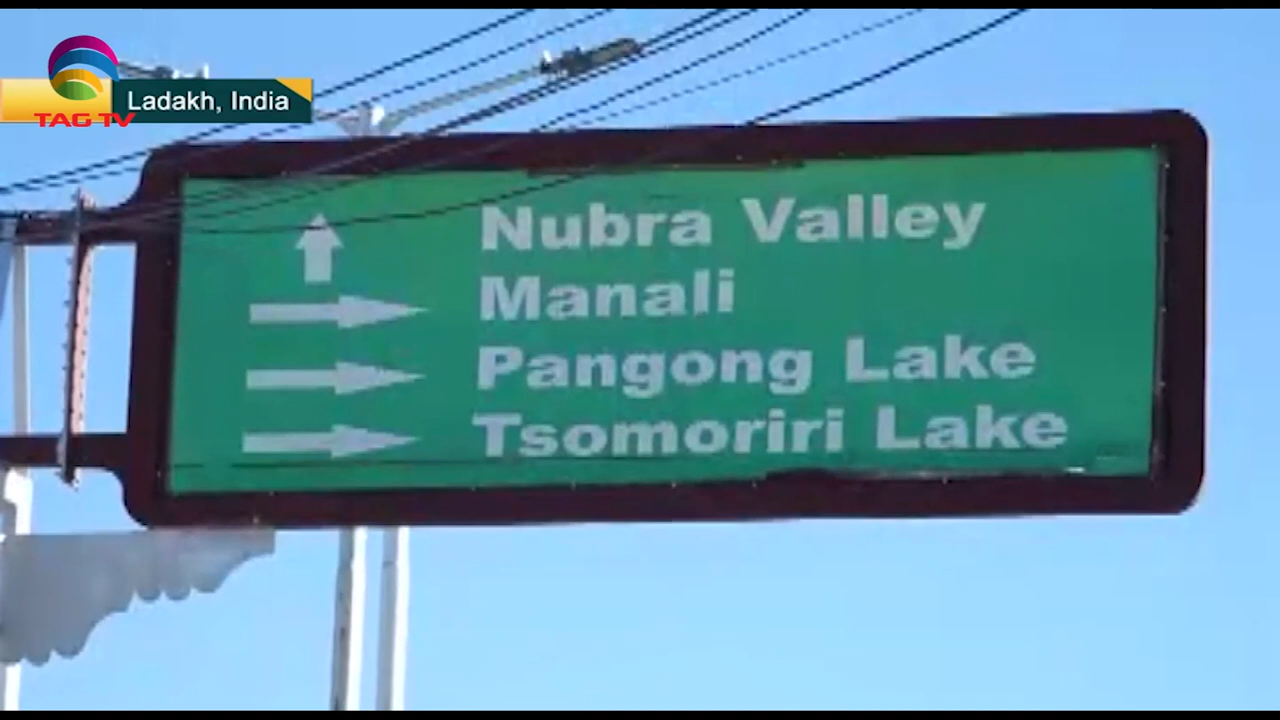 Ladakh, India
TAG TV
Nubra Valley
Manali
Pangong Lake
Tsomoriri Lake